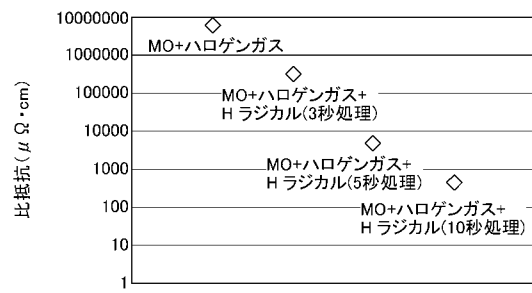 10000000
1000000
100000
10000
1000
100
10
1
比抵抗(μΩ・cm)
MO+ハロゲンガス
MO+ハロゲンガス+
Hラジカル(3秒処理)
MO+ハロゲンガス+
Hラジカル(5秒処理)
MO+ハロゲンガス+
Hラジカル(10秒処理)